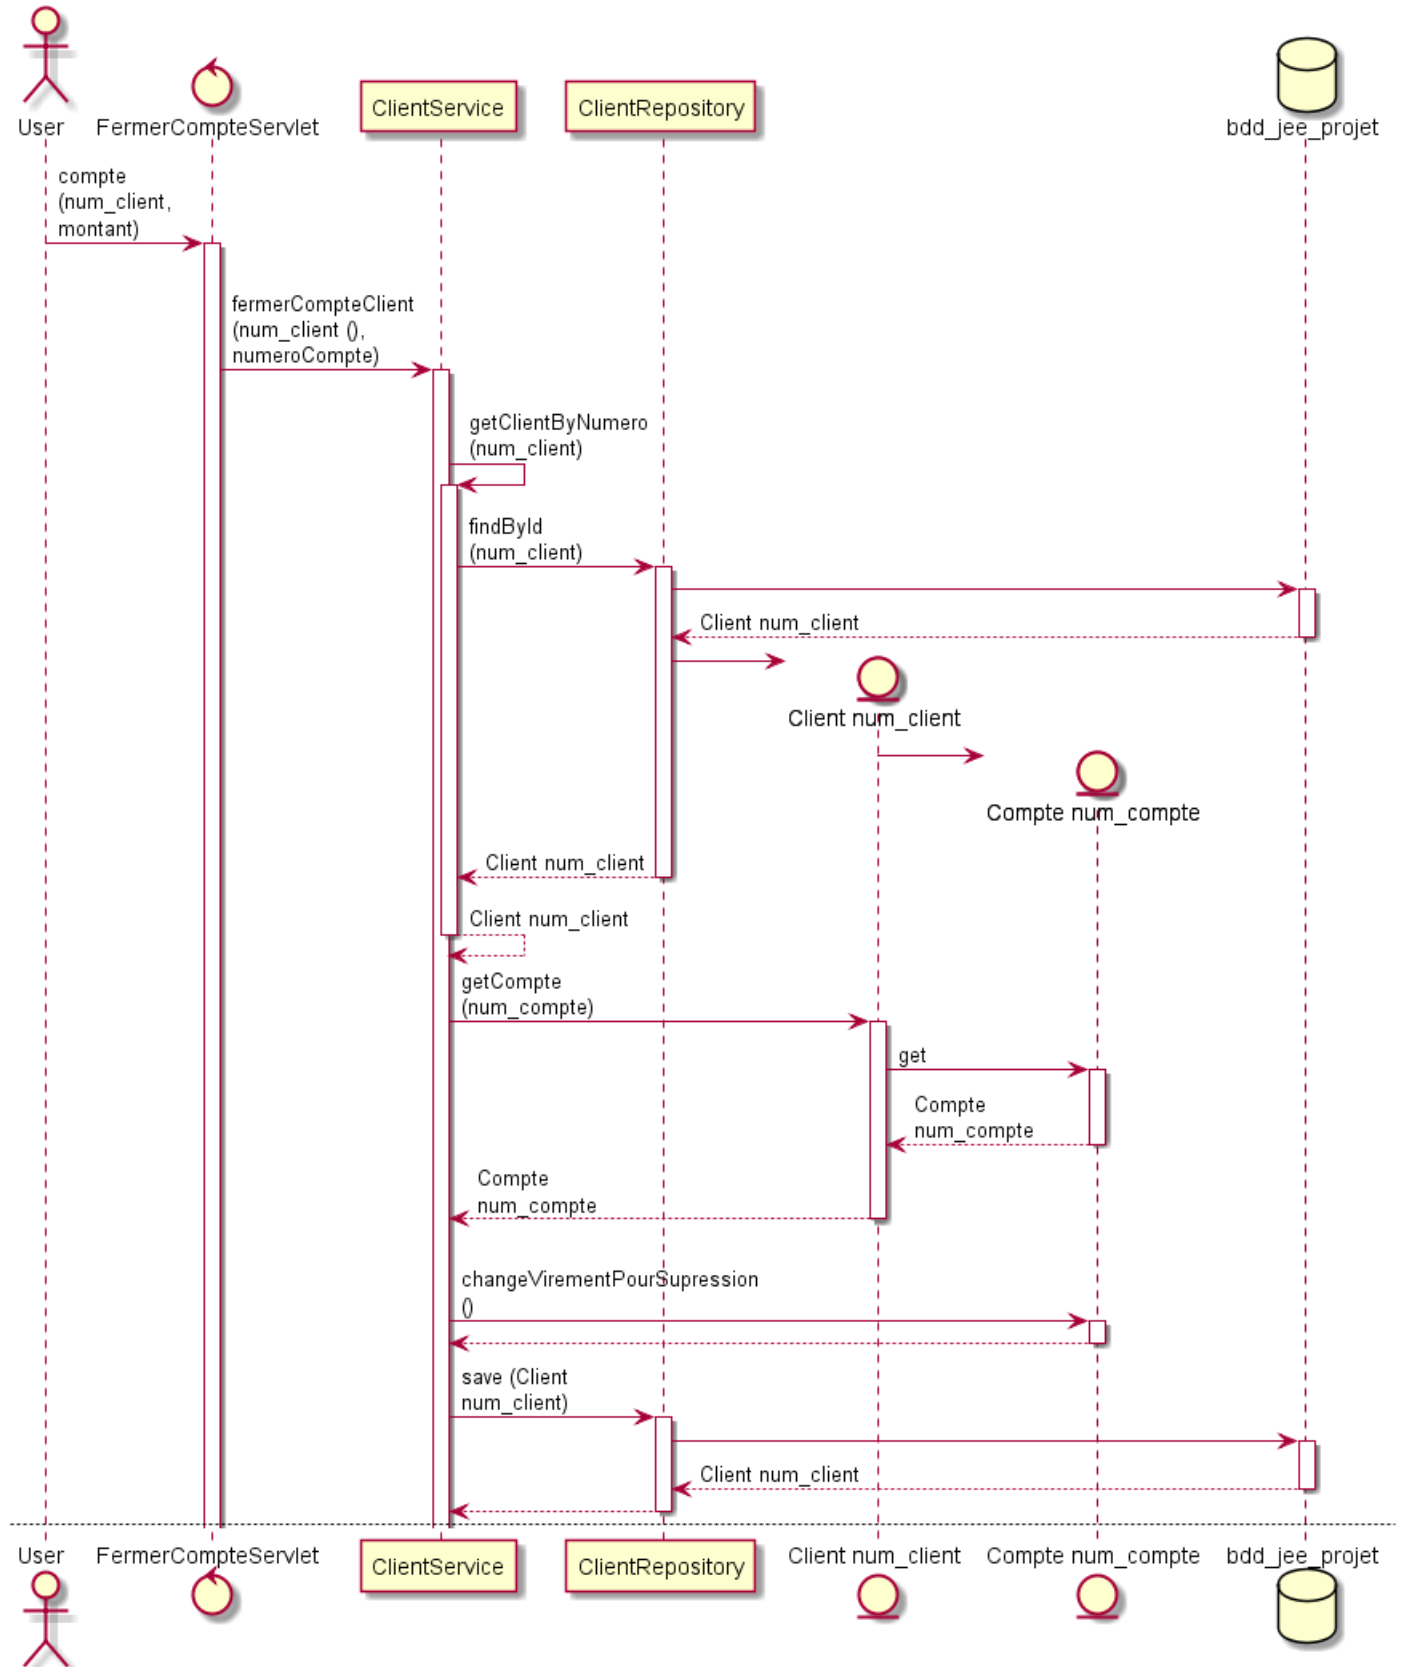 User
FermerCompteServlet
ClientService
ClientRepository
bdd_jee_projet
compte
(num_client,
montant)
fermerCompteClient
(num_client (),
numeroCompte)
getClientByNumero
(num_client)
findById
(num_client)
Client num_client
Client num_client
Compte num_compte
Client num_client
Client num_client
getCompte
(num_compte)
get
Compte
num_compte
Compte
num_compte
changeVirementPourSupression
()
save (Client
num_client)
Client num_client
User
FermerCompteServlet
ClientService
ClientRepository
Client num_client
Compte num_compte
bdd_jee_projet